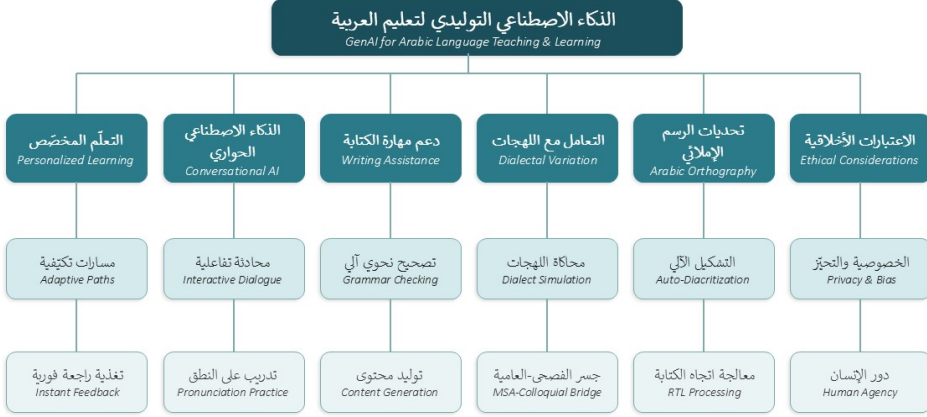 الذكاء الاصطناعي التوليدي لتعليم العربية
GenAI for Arabic Language Teaching & Learning
الاعتبارات الأخلاقية
Ethical Considerations
تحديات الرسم
الإملائي
Arabic Orthography
التعامل مع اللهجات
Dialectal Variation
دعم مهارة الكتابة
Writing Assistance
الذكاء الاصطناعي
الحواري
Conversational AI
التعلّم المخصّص
Personalized Learning
الخصوصية والتحيّز
Privacy & Bias
التشكيل الآلي
Auto-Diacritization
محاكاة اللهجات
Dialect Simulation
تصحيح نحوي آلي
Grammar Checking
محادثة تفاعلية
Interactive Dialogue
مسارات تكيّفية
Adaptive Paths
دور الإنسان
Human Agency
معالجة اتجاه الكتابة
RTL Processing
جسر الفصحى-العامية
MSA-Colloquial Bridge
توليد محتوى
Content Generation
تدريب على النطق
Pronunciation Practice
تغذية راجعة فورية
Instant Feedback